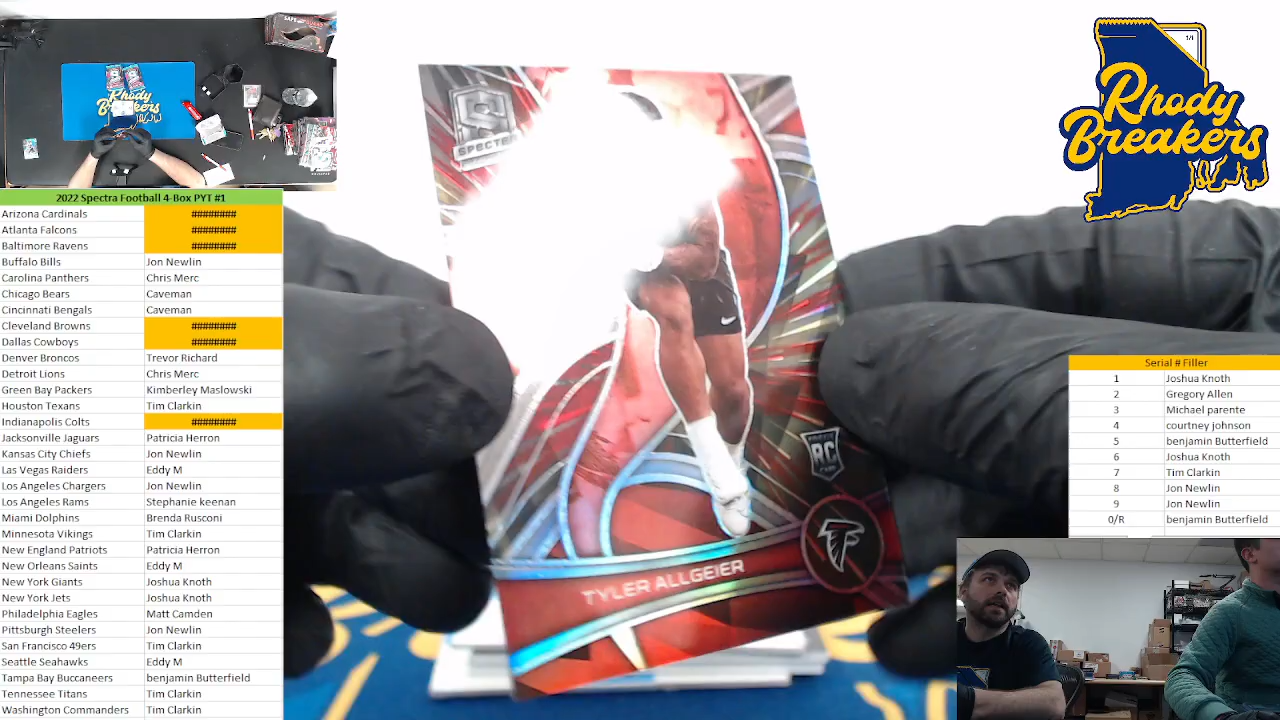 1/1
Rhody
Breakers
Rhody
Breakers
2022 Spectra Football 4-Box PYT #1
Arizona Cardinals ########
Atlanta Falcons ########
Baltimore Ravens ########
Buffalo Bills Jon Newlin
Carolina Panthers Chris Merc
Chicago Bears Caveman
Cincinnati Bengals Caveman
Cleveland Browns ########
Dallas Cowboys ########
Denver Broncos Trevor Richard
Detroit Lions Chris Merc
Green Bay Packers Kimberley Maslowski
Houston Texans Tim Clarkin
Indianapolis Colts ########
Jacksonville Jaguars Patricia Herron
Kansas City Chiefs Jon Newlin
Las Vegas Raiders Eddy M
Los Angeles Chargers Jon Newlin
Los Angeles Rams Stephanie keenan
Miami Dolphins Brenda Rusconi
Minnesota Vikings Tim Clarkin
New England Patriots Patricia Herron
New Orleans Saints Eddy M
New York Giants Joshua Knoth
New York Jets Joshua Knoth
Philadelphia Eagles Matt Camden
Pittsburgh Steelers Jon Newlin
San Francisco 49ers Tim Clarkin
Seattle Seahawks Eddy M
Tampa Bay Buccaneers benjamin Butterfield
Tennessee Titans Tim Clarkin
Washington Commanders Tim Clarkin
SPECTR
RC
TYLER ALLGEIER
Serial # Filler
1 Joshua Knoth
2 Gregory Allen
3 Michael parente
4 courtney johnson
5 benjamin Butterfield
6 Joshua Knoth
7 Tim Clarkin
8 Jon Newlin
9 Jon Newlin
0/R benjamin Butterfield